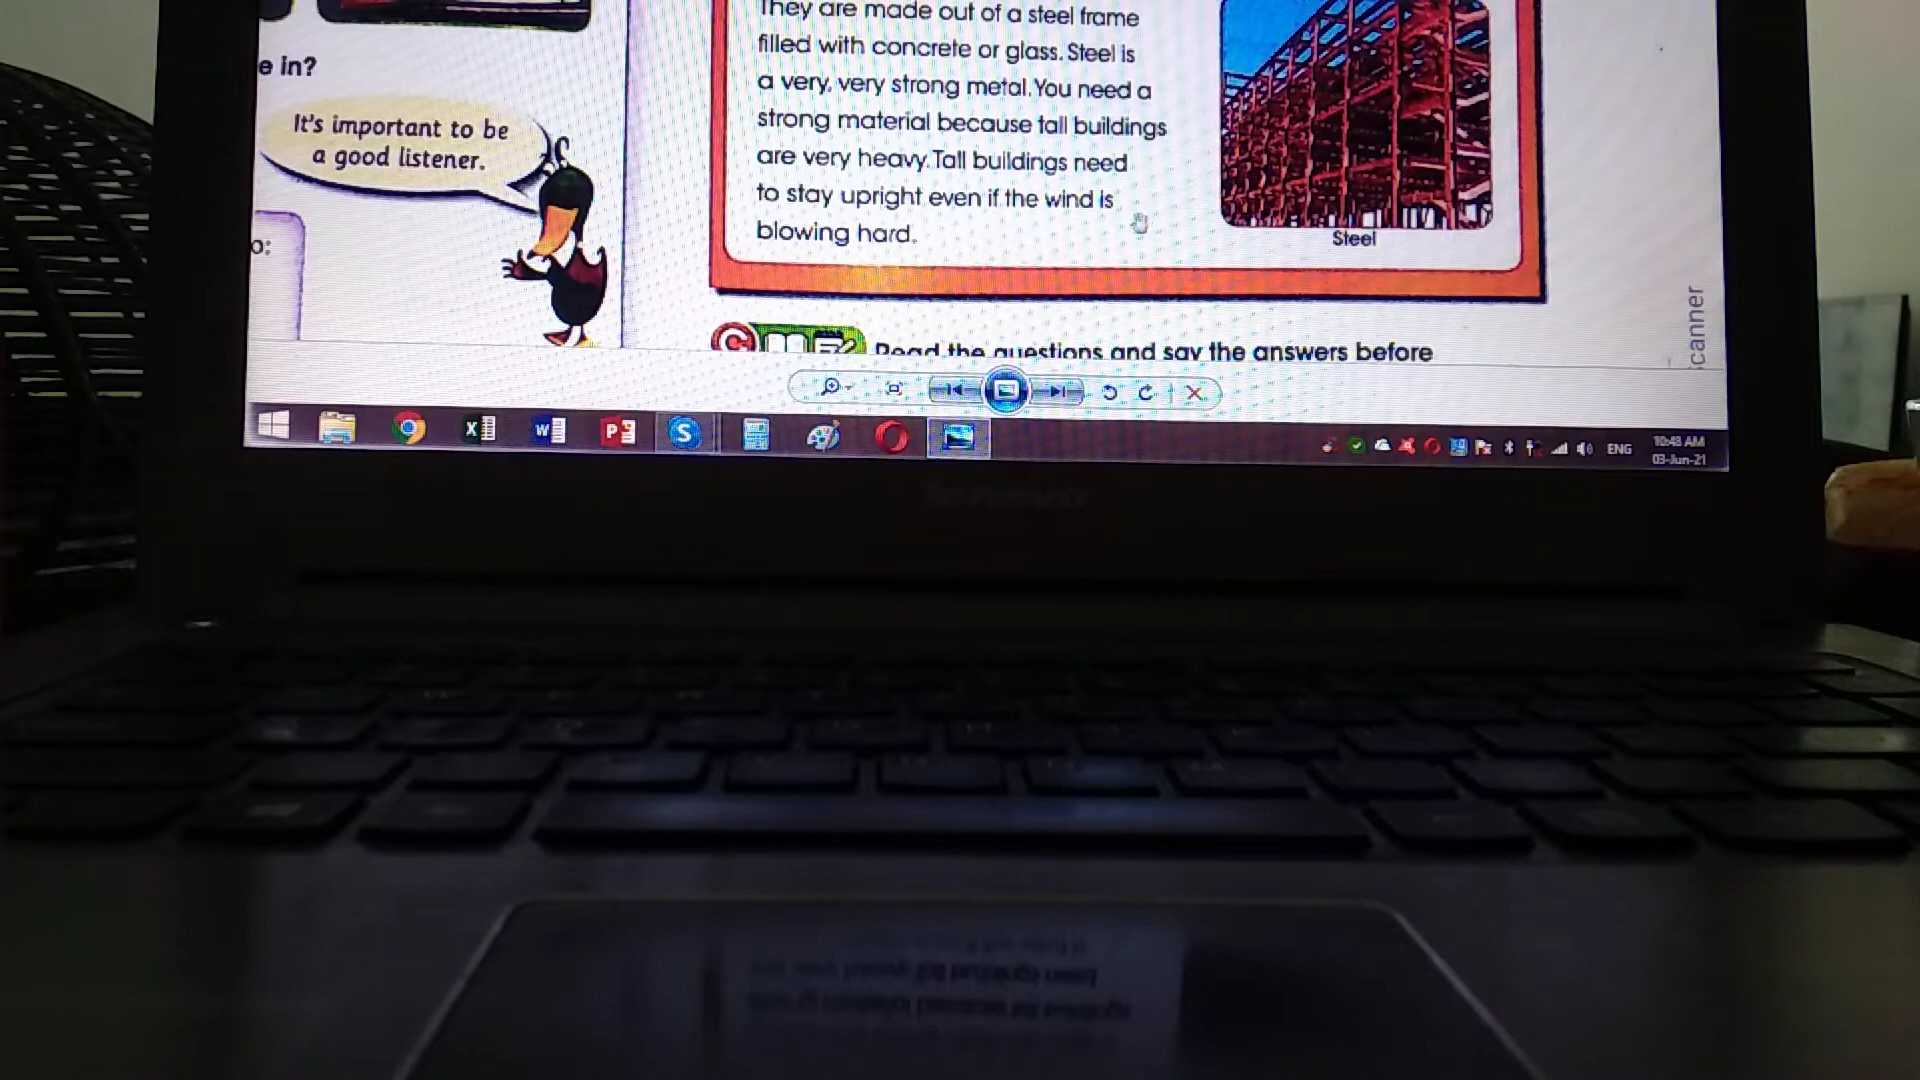 e in?
It's important to be
a good listener.
o:
They are made out of a steel frame
filled with concrete or glass. Steel is
a very, very strong metal. You need a
strong material because tall buildings
are very heavy. Tall buildings need
to stay upright even if the wind is
blowing hard.
Steel
C
Read the questions and say the answers before
canner
ENG
10:48 AM
03-Jun-21